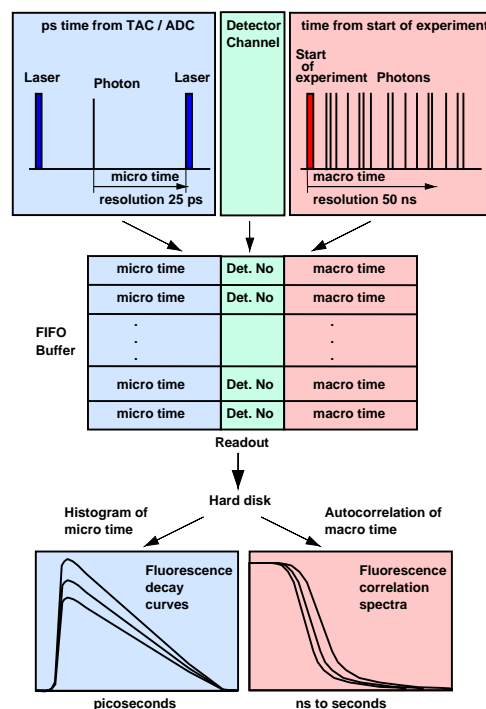 ps time from TAC / ADC
Laser
Photon
Laser
micro time
resolution 25 ps
Detector
Channel
time from start of experiment
Start
of
experiment
Photons
macro time
resolution 50 ns
FIFO
Buffer
micro time Det. No macro time
micro time Det. No macro time
. .
. .
. .
micro time Det. No macro time
micro time Det. No macro time
Readout
Hard disk
Histogram of
micro time
Autocorrelation of
macro time
Fluorescence
decay
curves
picoseconds
Fluorescence
correlation
spectra
ns to seconds